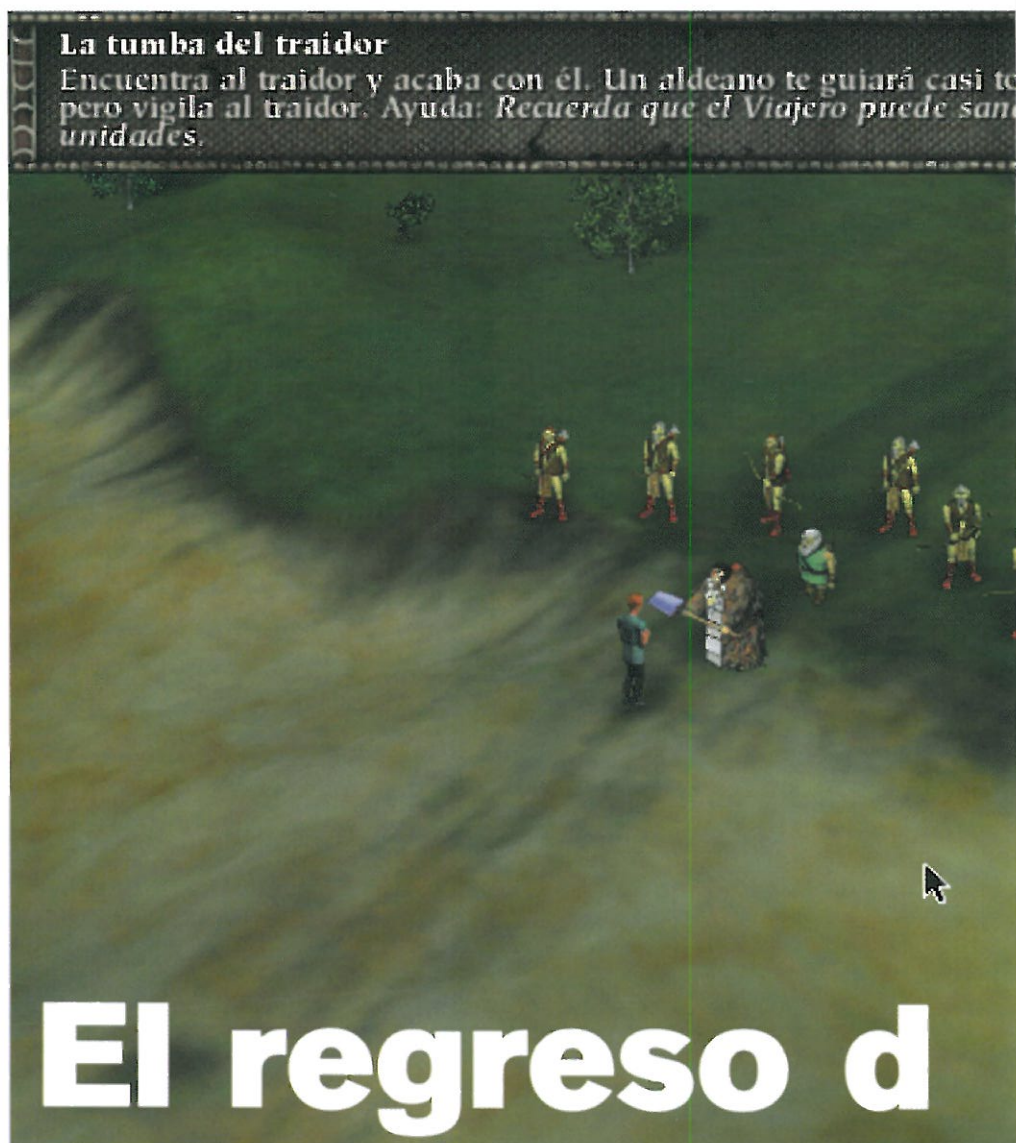 La tumba del traidor
Encuentra al traidor y acaba con él. Un aldeano te guiará casi to
pero vigila al traidor. Ayuda: Recuerda que el Viajero puede san
unidades.
El regreso d